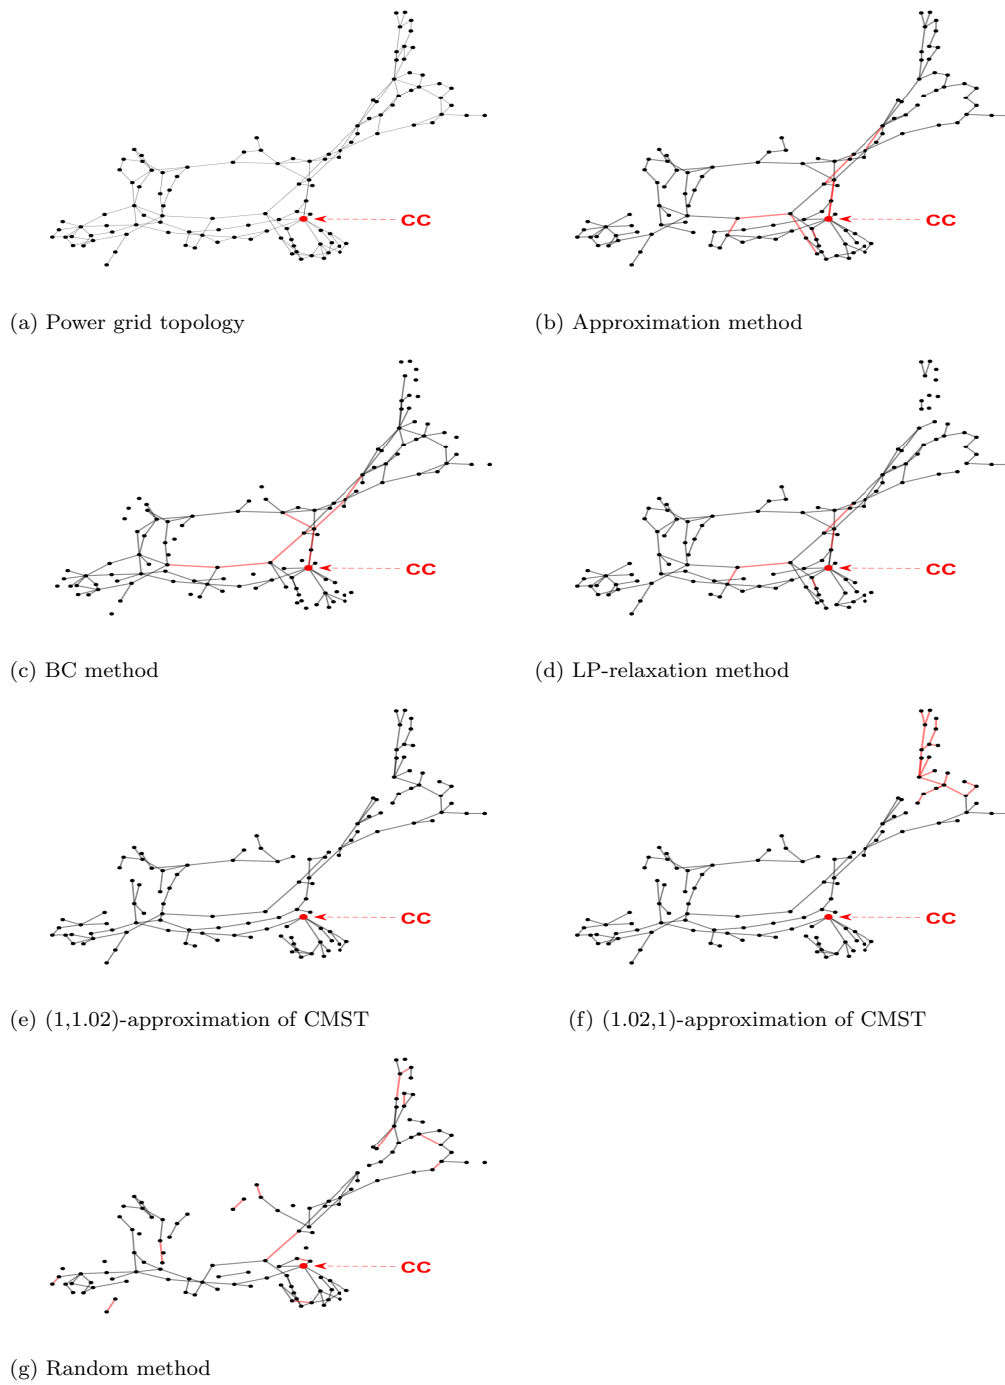 CC
CC
(a) Power grid topology
(b) Approximation method
CC
CC
(c) BC method
(d) LP-relaxation method
CC
CC
(e) (1,1.02)-approximation of CMST
(f) (1.02,1)-approximation of CMST
CC
(g) Random method